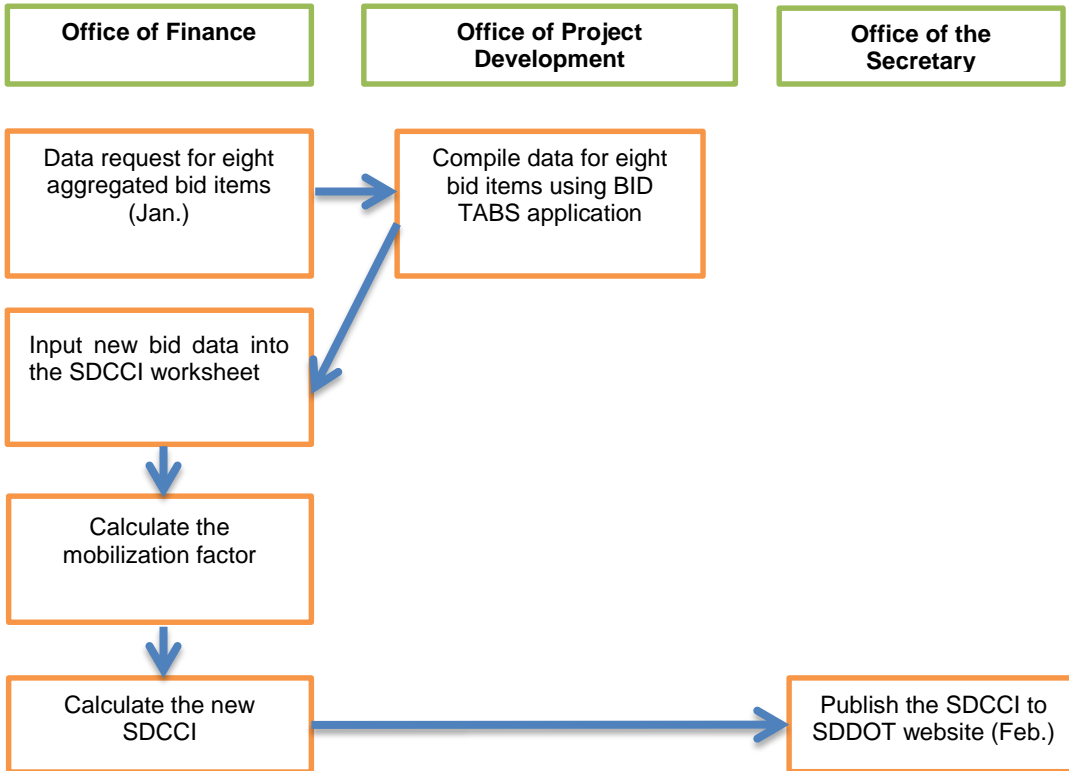 Office of Finance
Office of Project
Development
Office of the
Secretary
Data request for eight
aggregated bid items
(Jan.)
Compile data for eight
bid items using BID
TABS application
Input new bid data into
the SDCCI worksheet
Calculate the
mobilization factor
Calculate the new
SDCCI
Publish the SDCCI to
SDDOT website (Feb.)